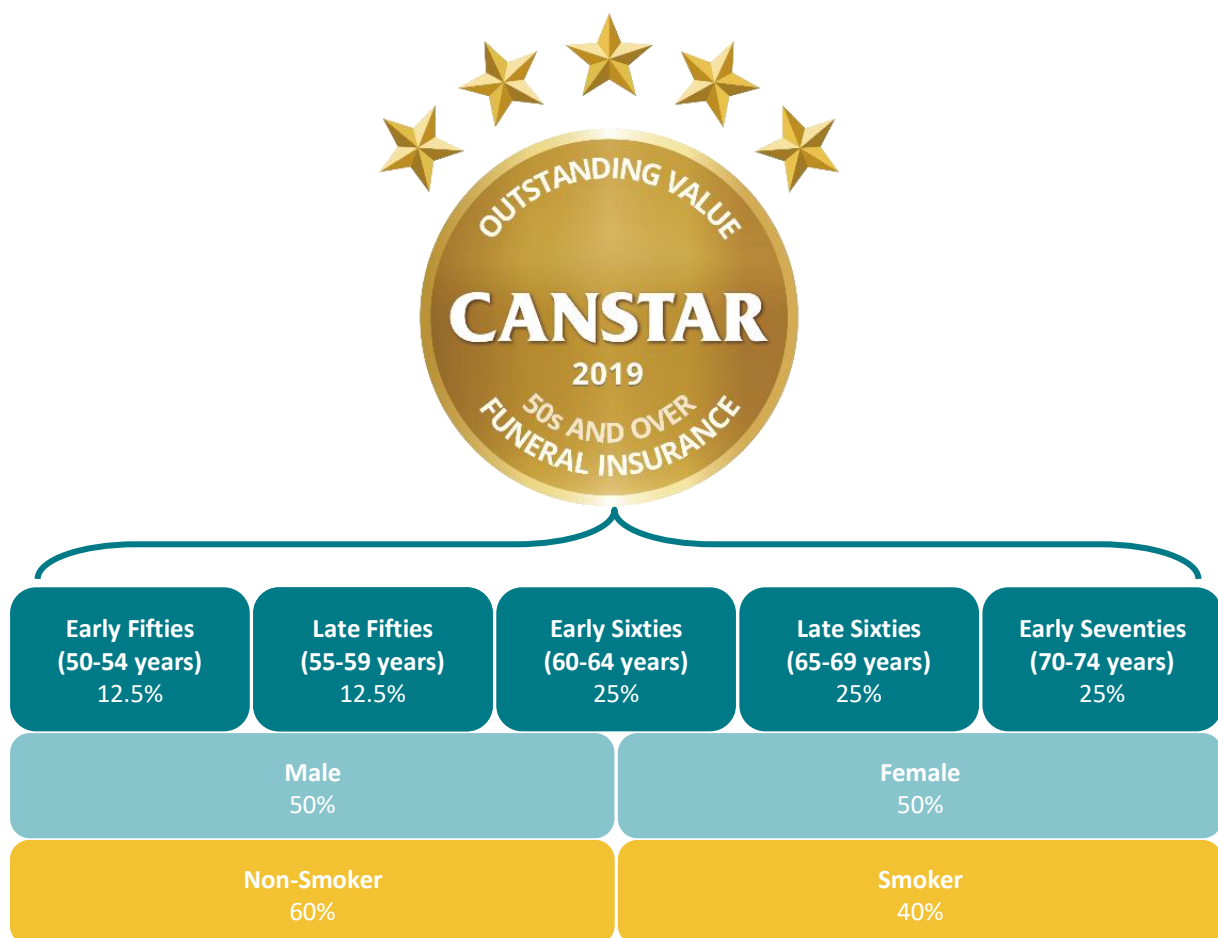 OUTSTANDING VALUE
CANSTAR
2019
50s AND OVER
FUNERAL INSURANCE
Early Fifties
(50-54 years)
12.5%
Late Fifties
(55-59 years)
12.5%
Early Sixties
(60-64 years)
25%
Late Sixties
(65-69 years)
25%
Early Seventies
(70-74 years)
25%
Male
50%
Female
50%
Non-Smoker
60%
Smoker
40%